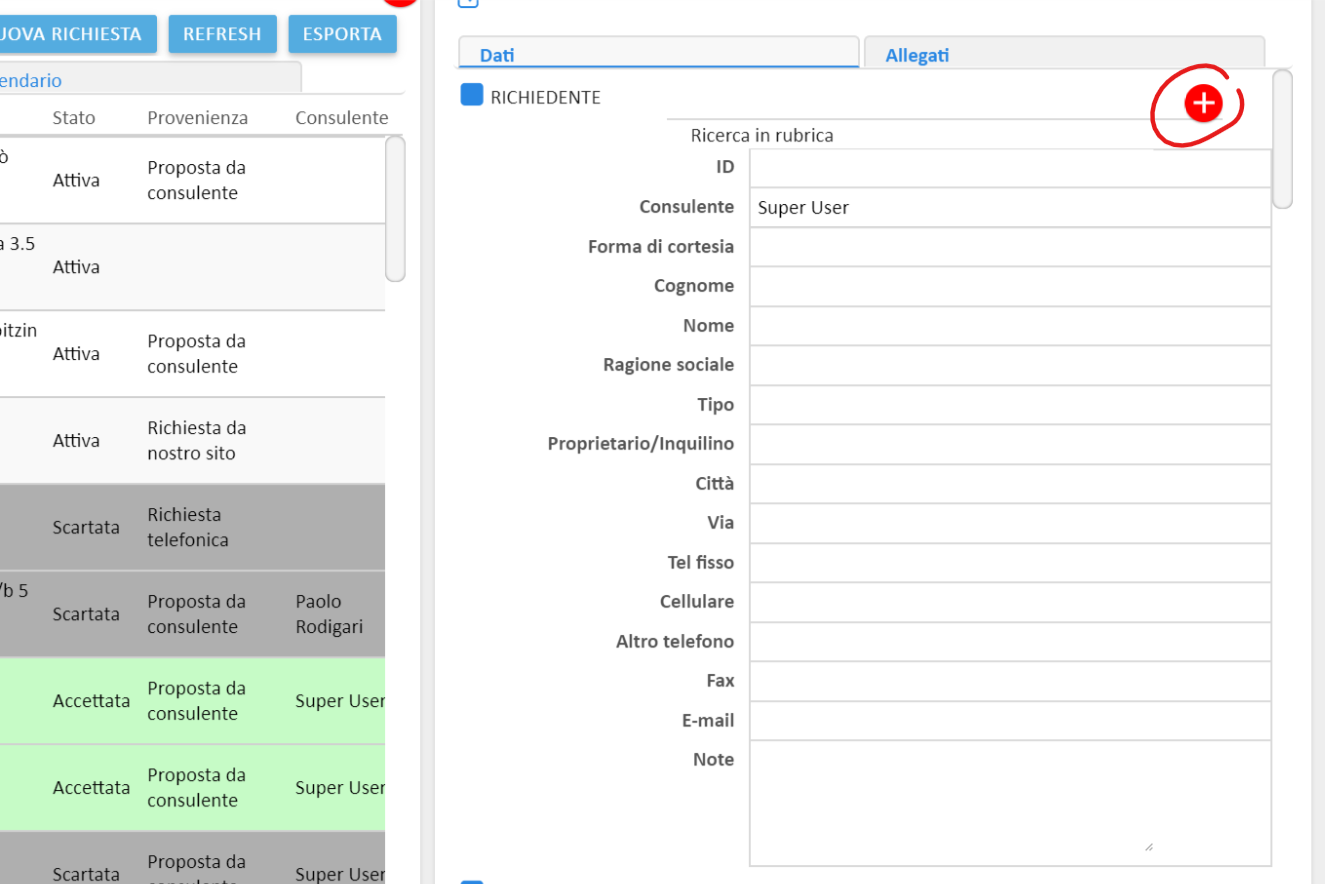 NUOVA RICHIESTA REFRESH ESPORTA
Stato Provenienza Consulente
Attiva Proposta da
consulente
3.5
Attiva
Attiva Proposta da
consulente
Attiva Richiesta da
nostro sito
Scartata Richiesta
telefonica
/b 5
Scartata Proposta da
consulente
Paolo
Rodigari
Accettata Proposta da
consulente
Super User
Accettata Proposta da
consulente
Super User
Scartata Proposta da
Super User
Dati Allegati
RICHIEDENTE
Ricerca in rubrica
ID
Consulente Super User
Forma di cortesia
Cognome
Nome
Ragione sociale
Tipo
Proprietario/Inquilino
Città
Via
Tel fisso
Cellulare
Altro telefono
Fax
E-mail
Note